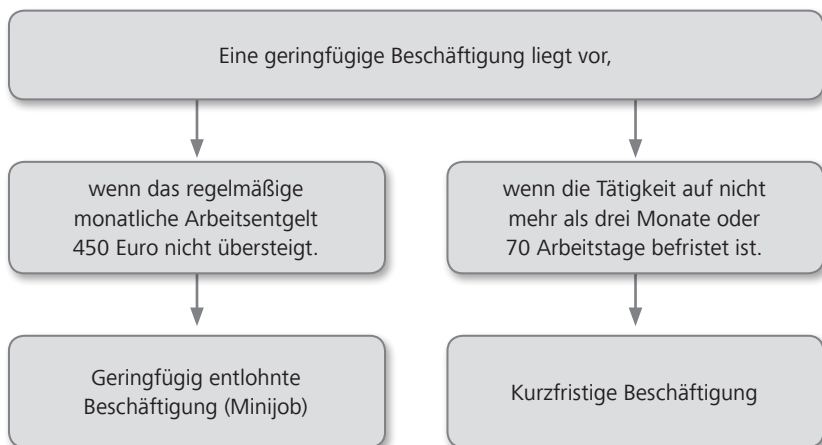 Eine geringfügige Beschäftigung liegt vor,
wenn das regelmäßige
monatliche Arbeitsentgelt
450 Euro nicht übersteigt.
wenn die Tätigkeit auf nicht
mehr als drei Monate oder
70 Arbeitstage befristet ist.
Geringfügig entlohnte
Beschäftigung (Minijob)
Kurzfristige Beschäftigung